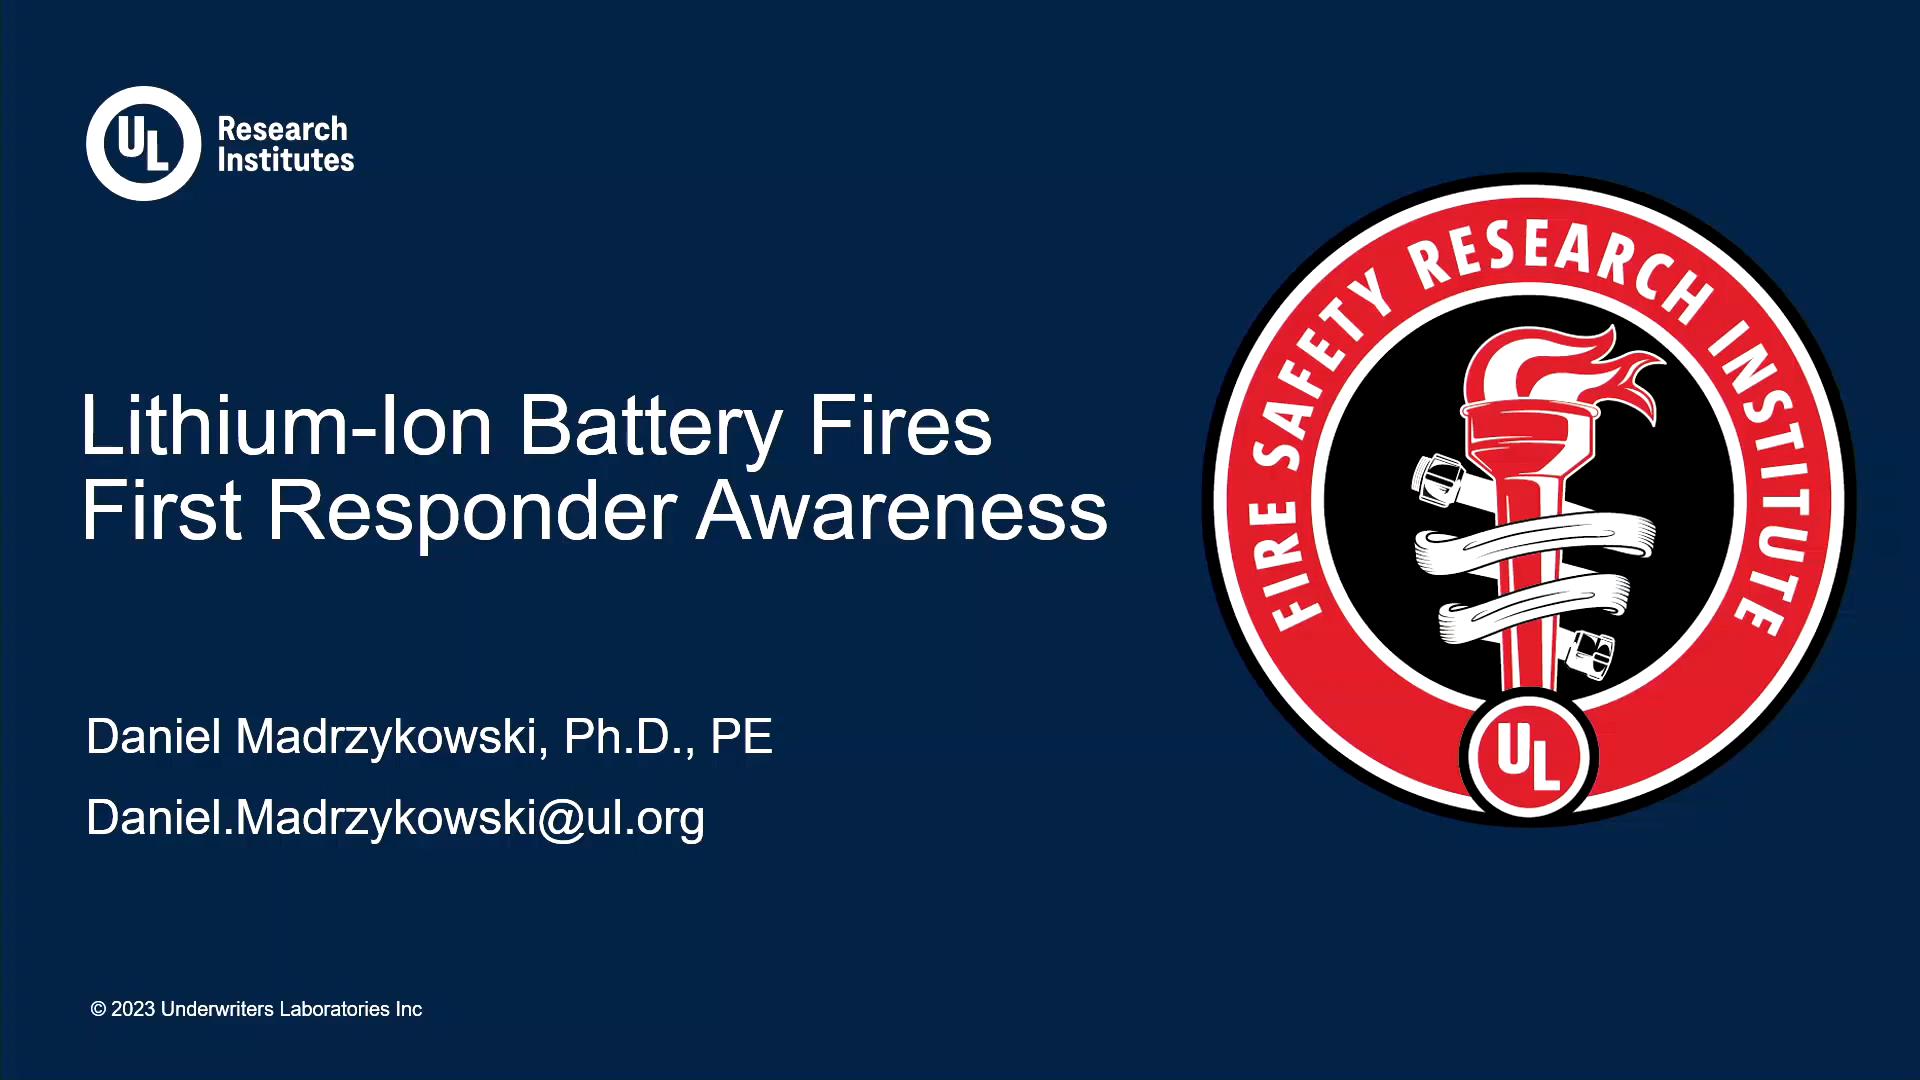 UL
Research
Institutes
Lithium-Ion Battery Fires
First Responder Awareness
Daniel Madrzykowski, Ph.D., PE
Daniel.Madrzykowski@ul.org
© 2023 Underwriters Laboratories Inc
FIRE SAFETY RESEARCH INSTITUTE
UL